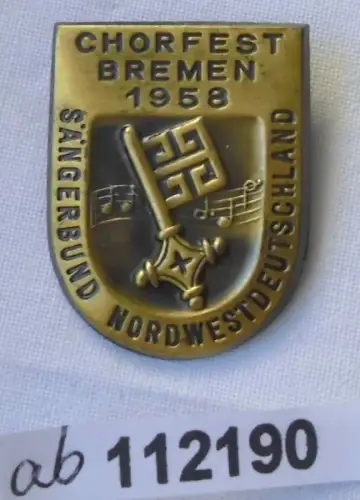 CHORFEST
BREMEN
1958
SÄNGERBUND NORDWESTDEUTSCHLAND
ab 112190